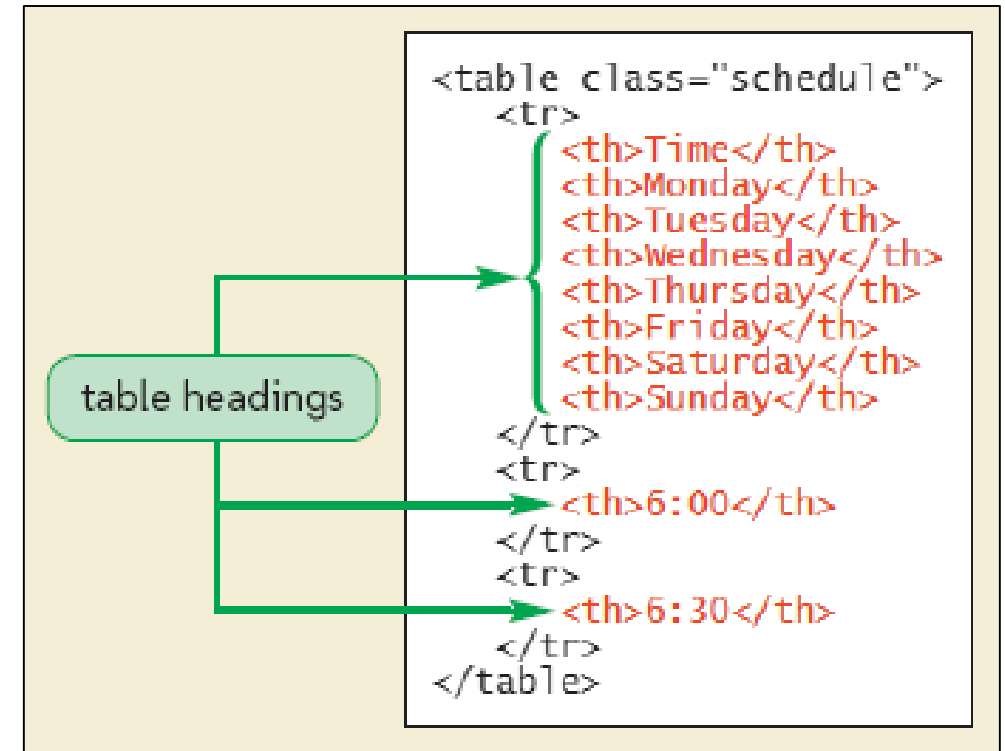 <table class="schedule">
<tr>
<th>Time</th>
<th>Monday</th>
<th>Tuesday</th>
<th>Wednesday</th>
<th>Thursday</th>
<th>Friday</th>
<th>Saturday</th>
<th>Sunday</th>
</tr>
<tr>
<th>6:00</th>
</tr>
<tr>
<th>6:30</th>
</tr>
</table>
table headings